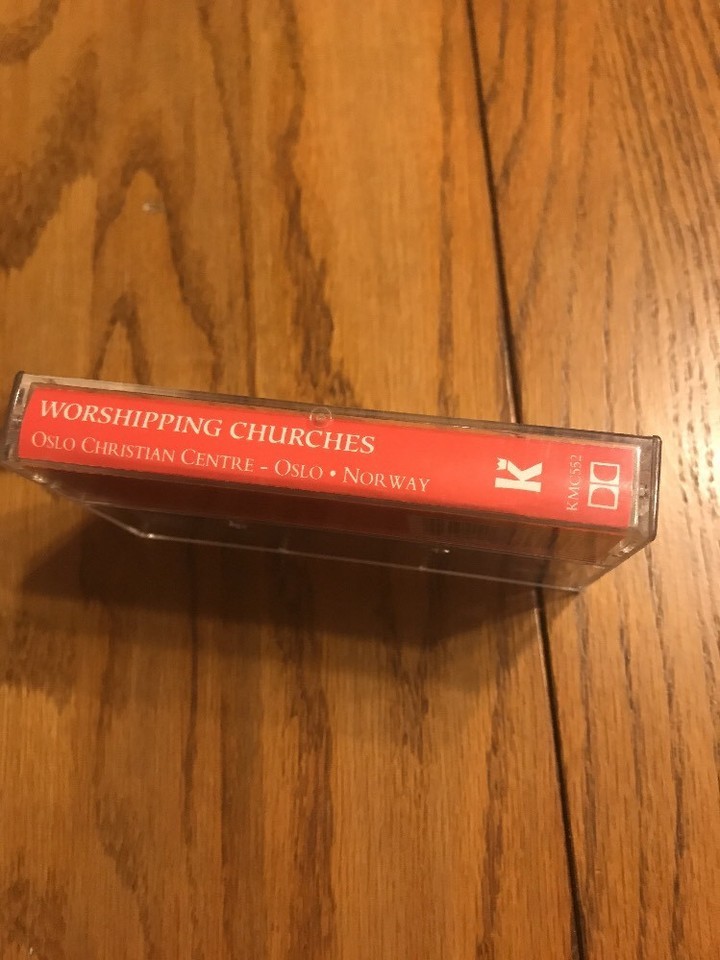 WORSHIPPING CHURCHES
OSLO CHRISTIAN CENTRE - OSLO • NORWAY
K
KMC552